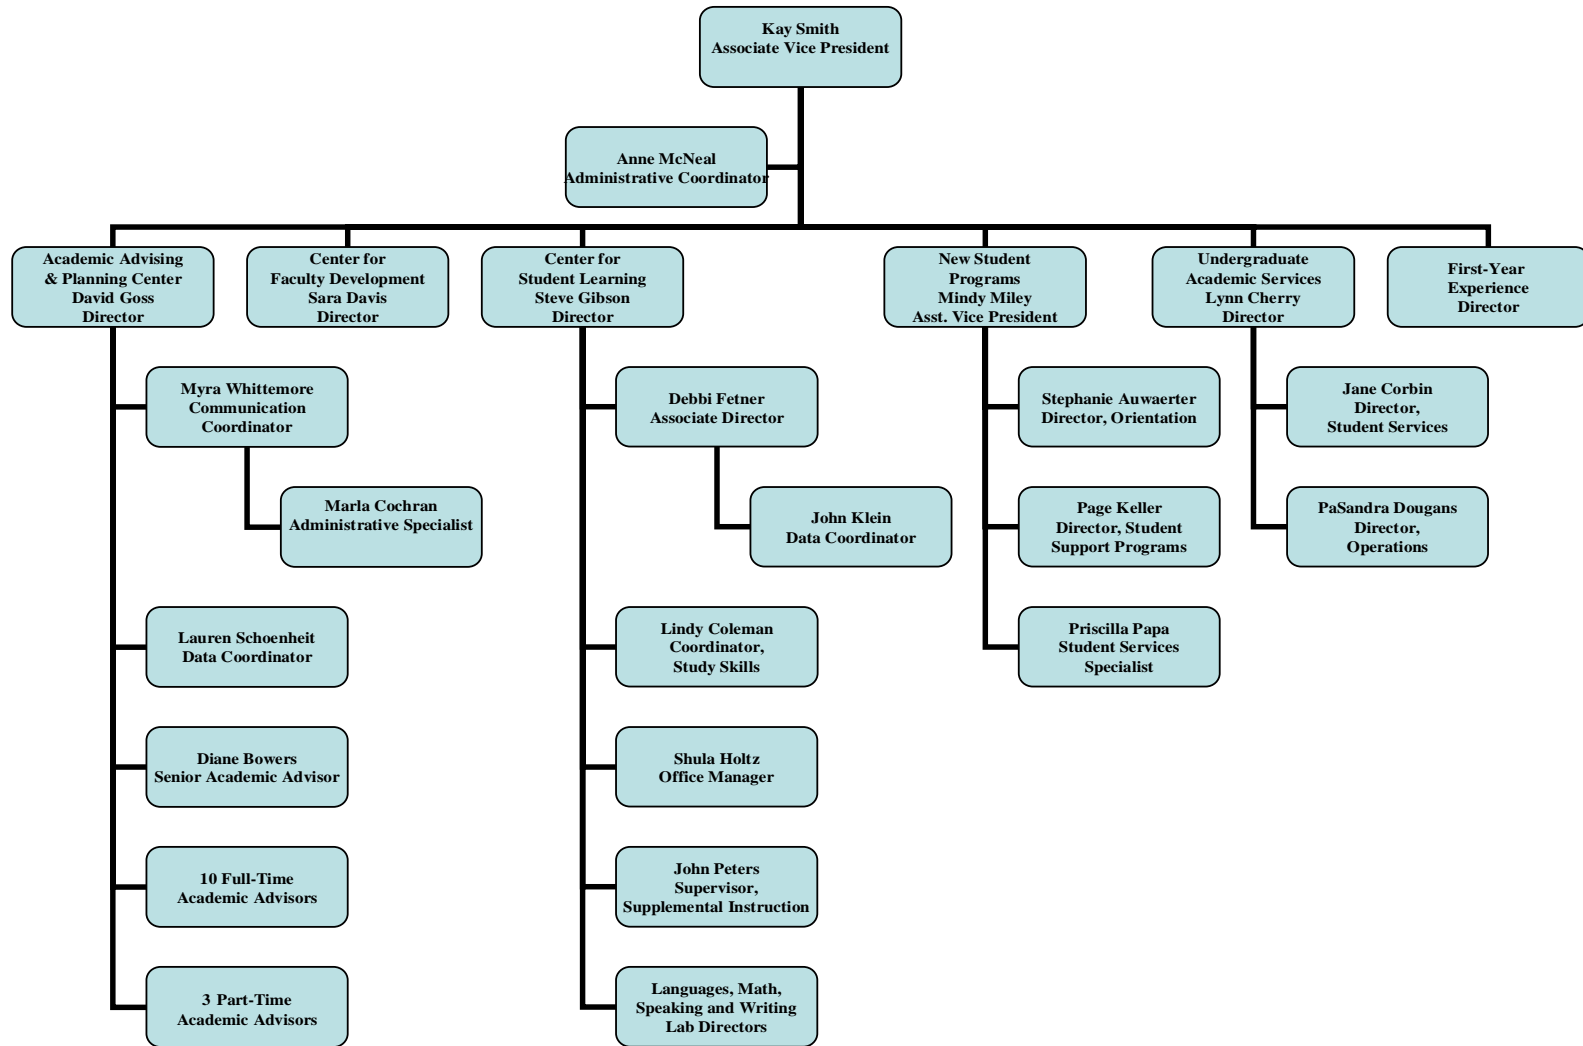 Kay Smith
Associate Vice President
Anne McNeal
Administrative Coordinator
Academic Advising
& Planning Center
David Goss
Director
Center for
Faculty Development
Sara Davis
Director
Center for
Student Learning
Steve Gibson
Director
New Student
Programs
Mindy Miley
Asst. Vice President
Undergraduate
Academic Services
Lynn Cherry
Director
First-Year
Experience
Director
Myra Whittemore
Communication
Coordinator
Debbi Fetner
Associate Director
Stephanie Auwaerter
Director, Orientation
Jane Corbin
Director,
Student Services
Marla Cochran
Administrative Specialist
John Klein
Data Coordinator
Page Keller
Director, Student
Support Programs
PaSandra Dougans
Director,
Operations
Lauren Schoenheit
Data Coordinator
Lindy Coleman
Coordinator,
Study Skills
Priscilla Papa
Student Services
Specialist
Diane Bowers
Senior Academic Advisor
Shula Holtz
Office Manager
10 Full-Time
Academic Advisors
John Peters
Supervisor,
Supplemental Instruction
3 Part-Time
Academic Advisors
Languages, Math,
Speaking and Writing
Lab Directors